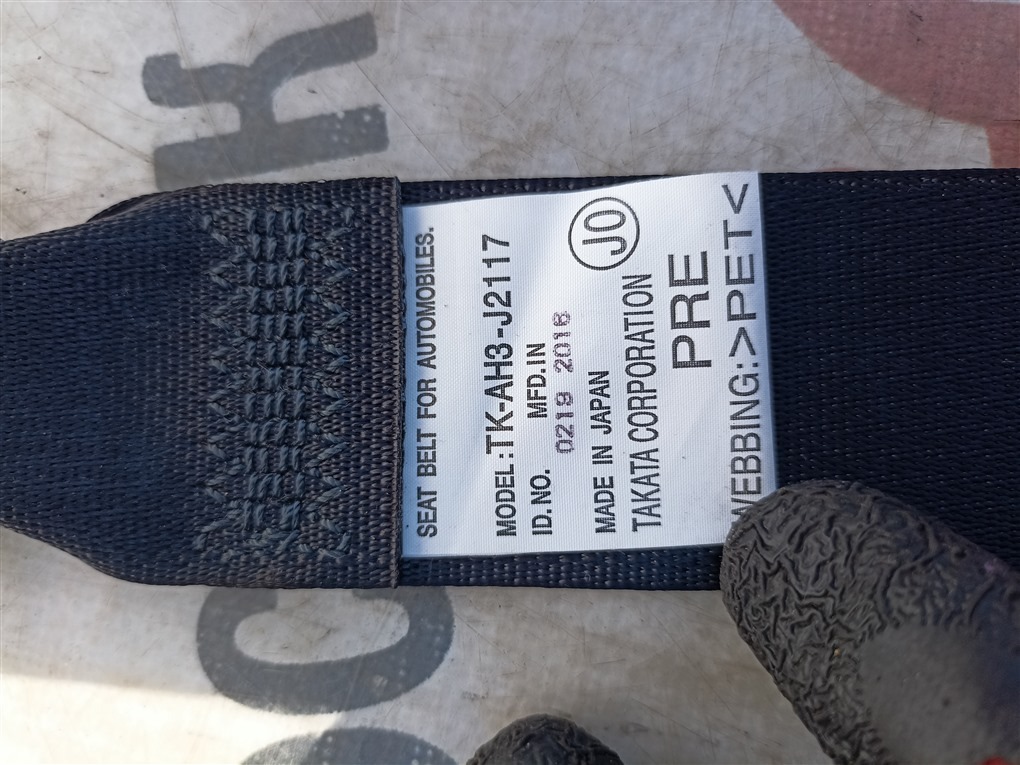 SEAT BELT FOR AUTOMOBILES.
MODEL:TK-AH3-J2117
ID.NO. MFD.IN
0219 2016
MADE IN JAPAN
TAKATA CORPORATION J0
PRE
WEBBING:>PET<